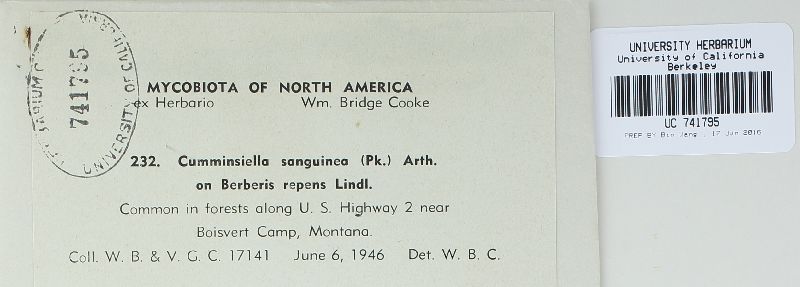 741795
UNIVERSITY OF CALIF
MYCOBIOTA OF NORTH AMERICA
ex Herbario Wm. Bridge Cooke
232. Cumminsiella sanguinea (Pk.) Arth.
on Berberis repens Lindl.
Common in forests along U. S. Highway 2 near
Boisvert Camp, Montana.
Coll. W. B. & V. G. C. 17141 June 6, 1946 Det. W. B. C.
UNIVERSITY HERBARIUM
University of California
Berkeley
UC 741795
PREP BY 17 Jun 2016